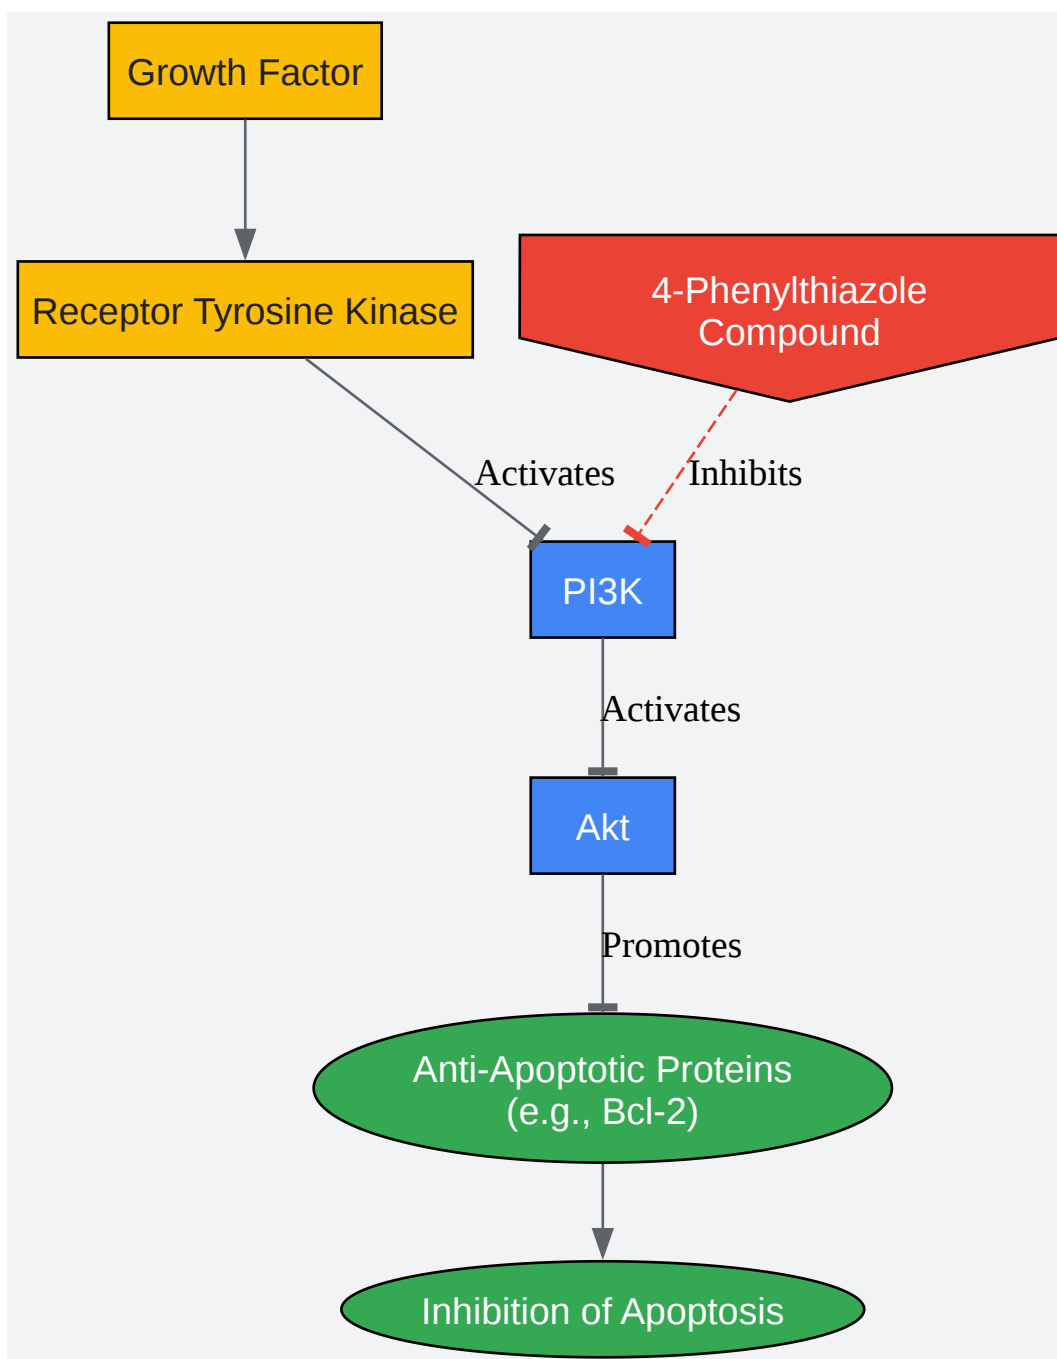 Growth Factor
Receptor Tyrosine Kinase
4-Phenylthiazole
Compound
Activates
Inhibits
PI3K
Activates
Akt
Promotes
Anti-Apoptotic Proteins
(e.g., Bcl-2)
Inhibition of Apoptosis